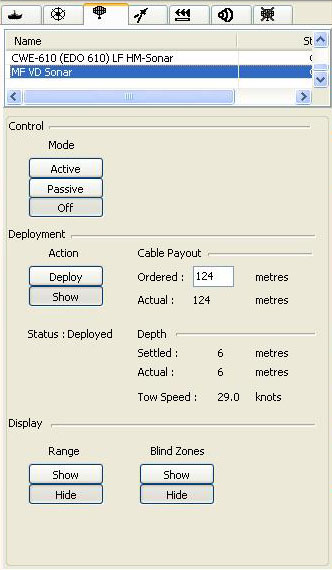 Name St
CWE-610 (EDO 610) LF HM-Sonar
MF VD Sonar
Control
Mode
Active
Passive
Off
Deployment
Action Cable Payout
Deploy Ordered : 124 metres
Show Actual : 124 metres
Status : Deployed Depth
Settled : 6 metres
Actual : 6 metres
Tow Speed : 29.0 knots
Display
Range Blind Zones
Show Show
Hide Hide